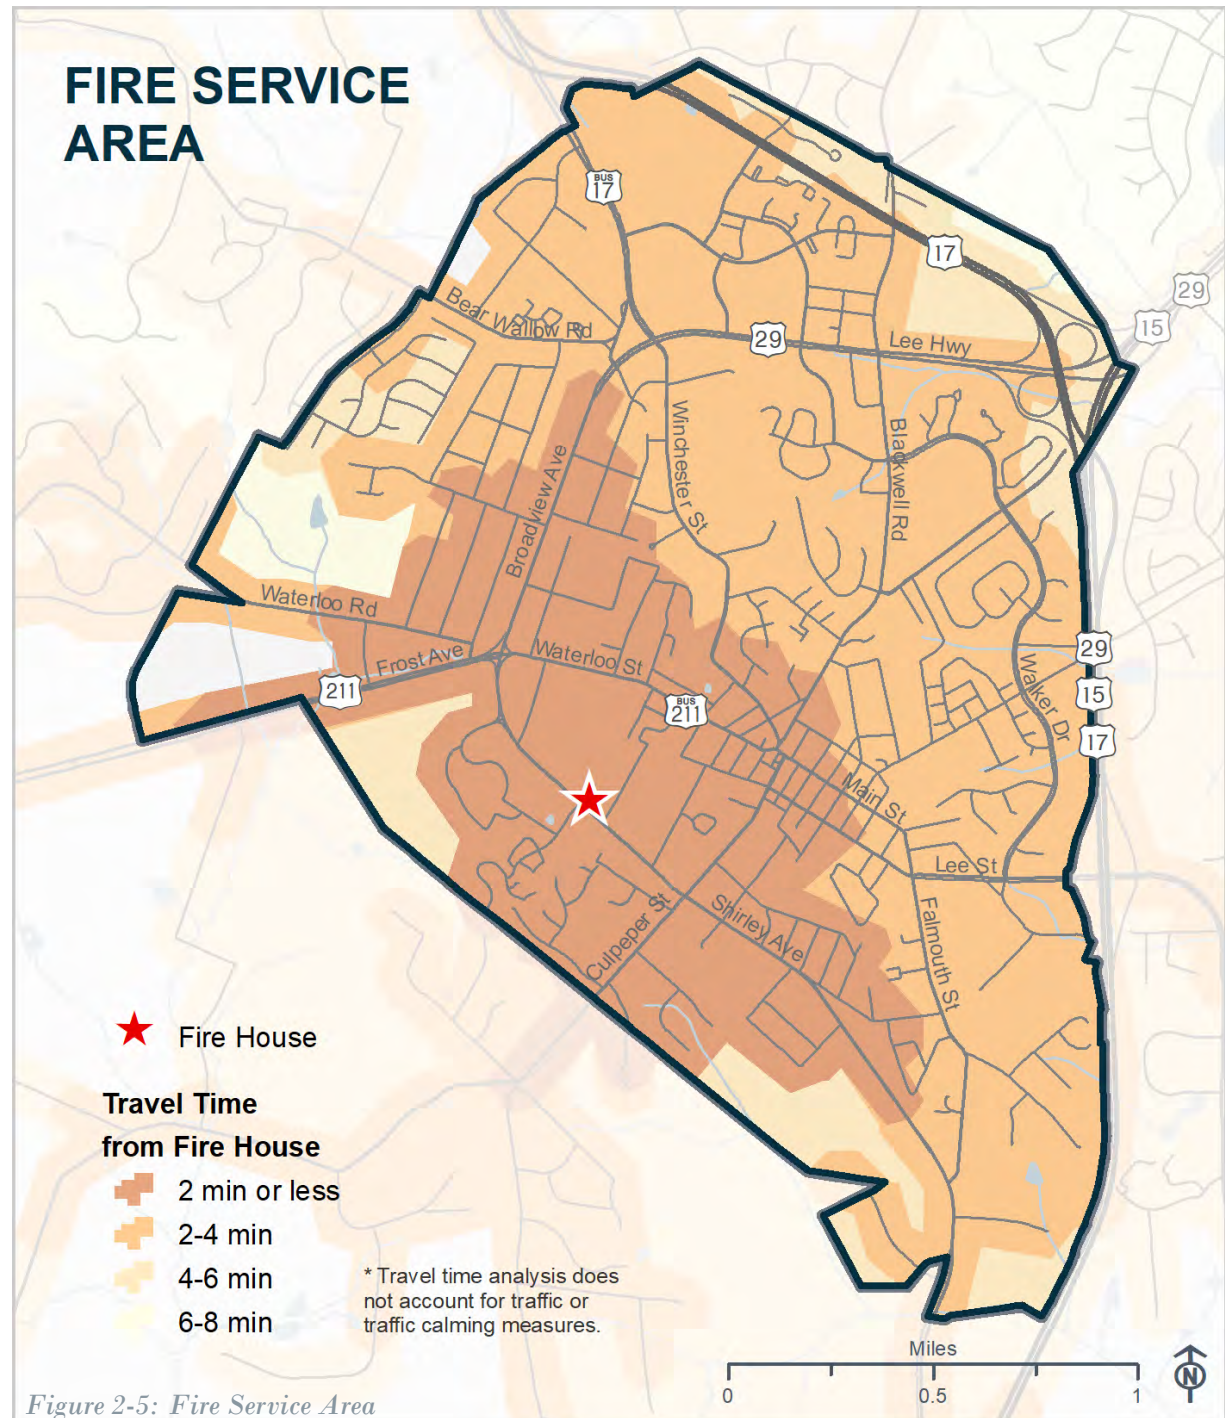 FIRE SERVICE
AREA
BUS
17
17
29
15
Bear Wallow Rd
29
Lee Hwy
Winchester St
Blackwell Rd
Broadview Ave
Waterloo Rd
Frost Ave
Waterloo St
211
BUS
211
Walker Dr
29
15
17
Main St
Lee St
Culpeper St
Shirley Ave
Falmouth St
Fire House
Travel Time
from Fire House
2 min or less
2-4 min
4-6 min
6-8 min
* Travel time analysis does
not account for traffic or
traffic calming measures.
Miles
0 0.5 1
N
Figure 2-5: Fire Service Area